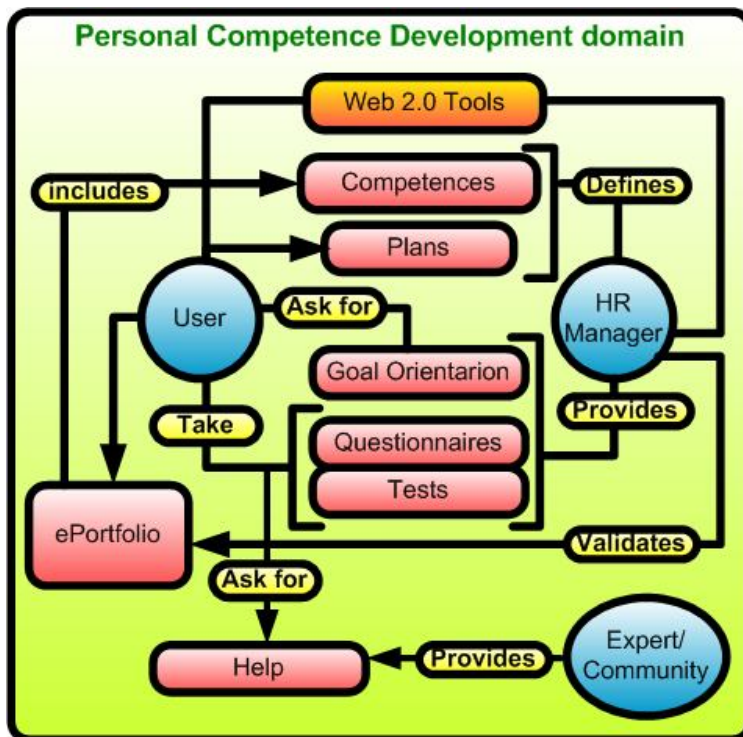 Personal Competence Development domain
Web 2.0 Tools
includes
Competences
Defines
Plans
User
Ask for
HR
Manager
Goal Orientarion
Take
Provides
Questionnaires
Tests
ePortfolio
Validates
Ask for
Help
Provides
Expert/
Community